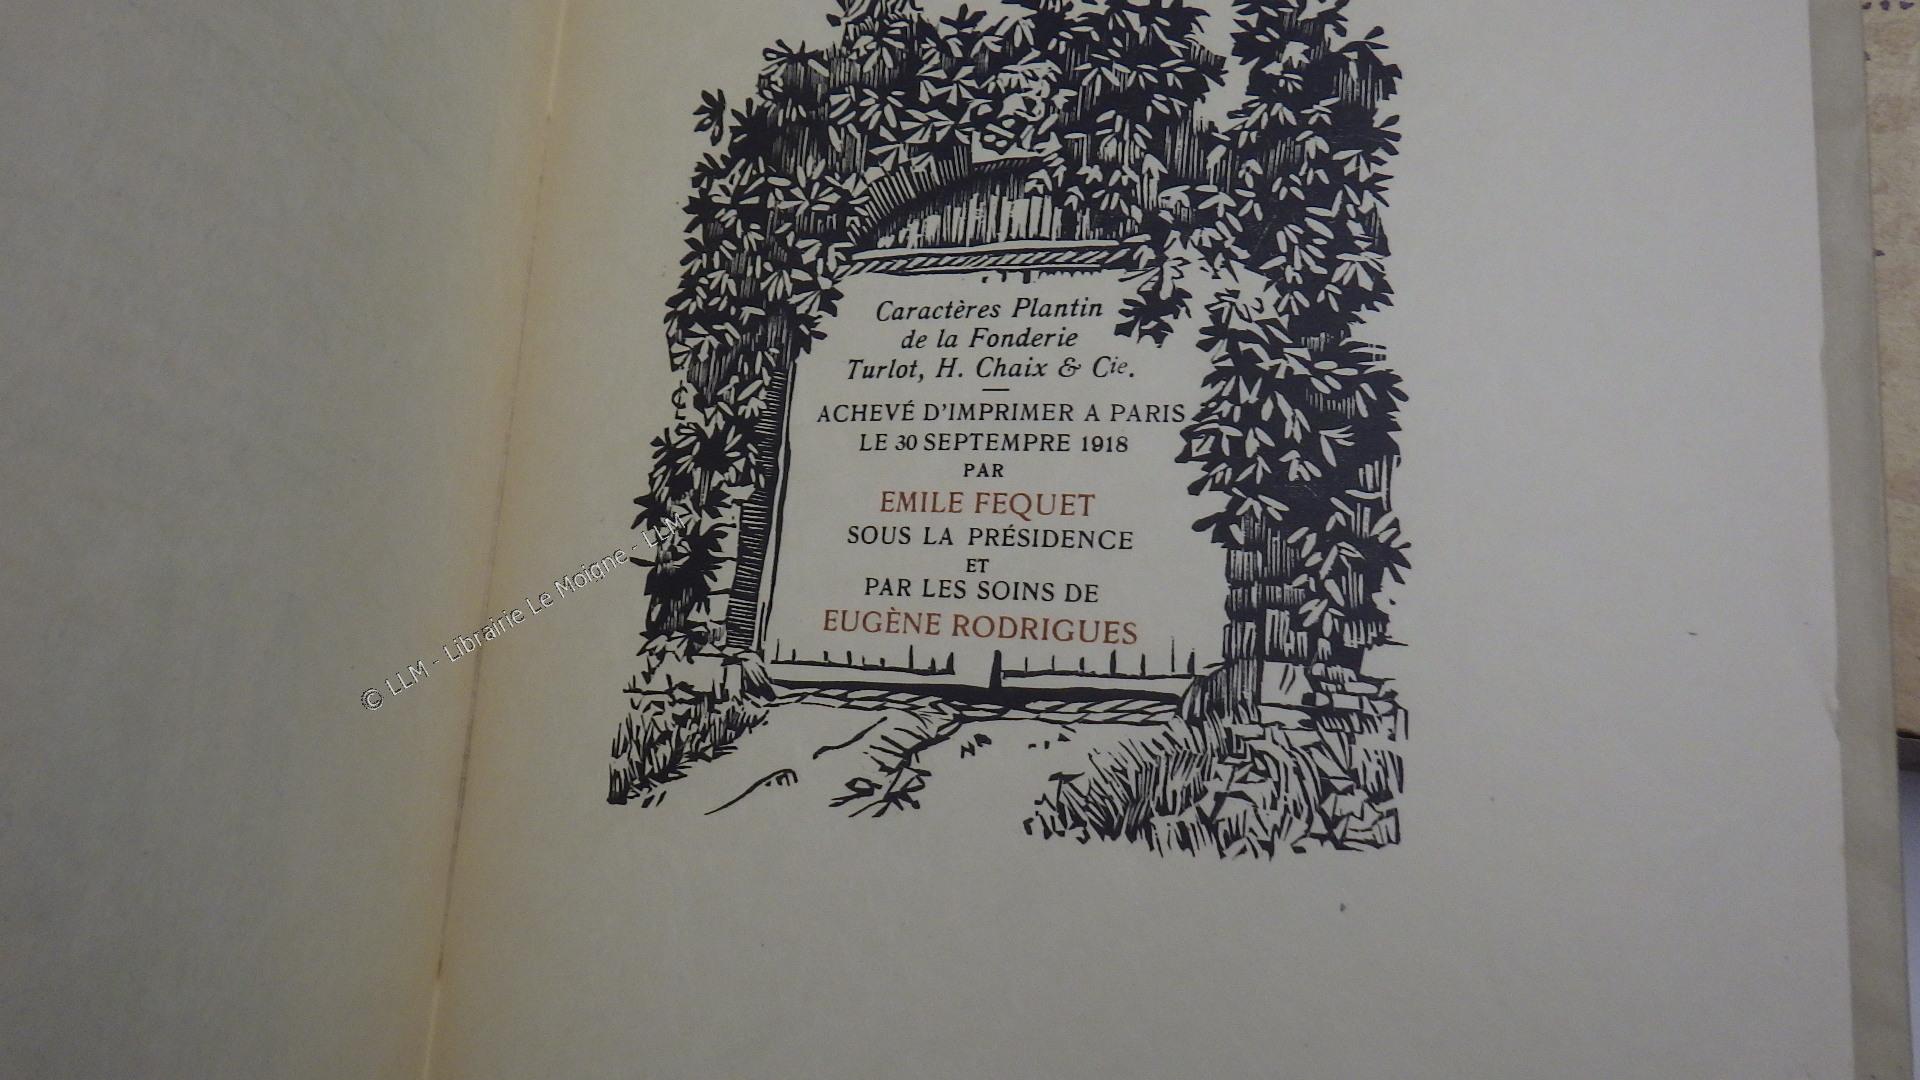 Caractères Plantin
de la Fonderie
Turlot, H. Chaix & Cie.
ACHEVÉ D'IMPRIMER A PARIS
LE 30 SEPTEMPRE 1918
PAR
EMILE FEQUET
SOUS LA PRÉSIDENCE
ET
PAR LES SOINS DE
EUGÈNE RODRIGUES
© LLM - Librairie Le Moigne - LLM